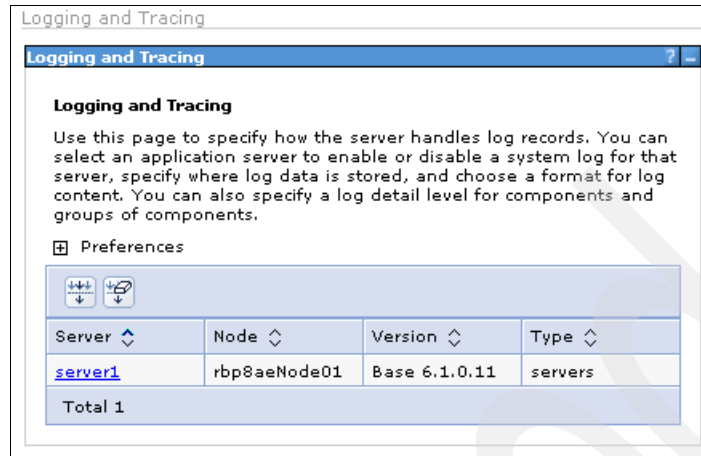 Logging and Tracing
Logging and Tracing ? –
Logging and Tracing
Use this page to specify how the server handles log records. You can
select an application server to enable or disable a system log for that
server, specify where log data is stored, and choose a format for log
content. You can also specify a log detail level for components and
groups of components.
Preferences
Server Node Version Type
server1 rbp8aeNode01 Base 6.1.0.11 servers
Total 1